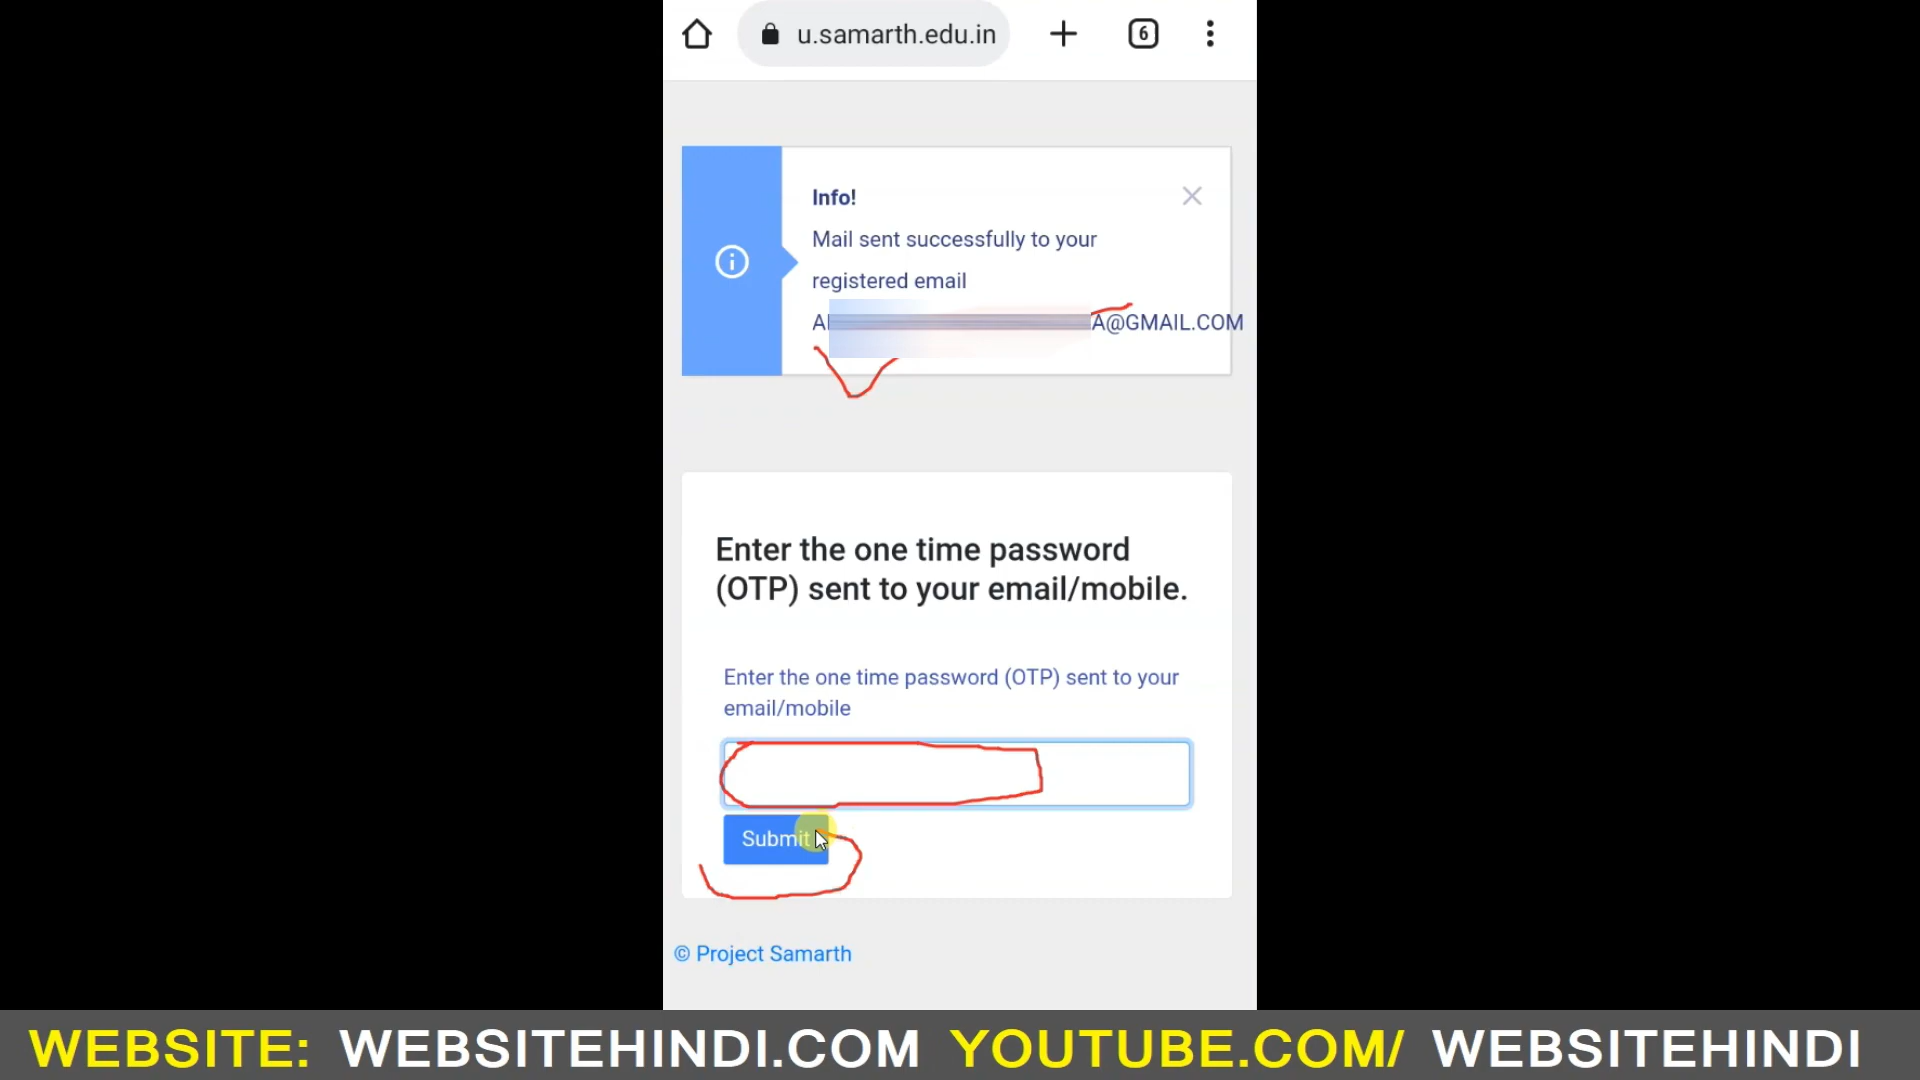 u.samarth.edu.in
6
Info!
Mail sent successfully to your
registered email
A@GMAIL.COM
Enter the one time password
(OTP) sent to your email/mobile.
Enter the one time password (OTP) sent to your
email/mobile
Submit
© Project Samarth
WEBSITE: WEBSITEHINDI.COM YOUTUBE.COM/ WEBSITEHINDI